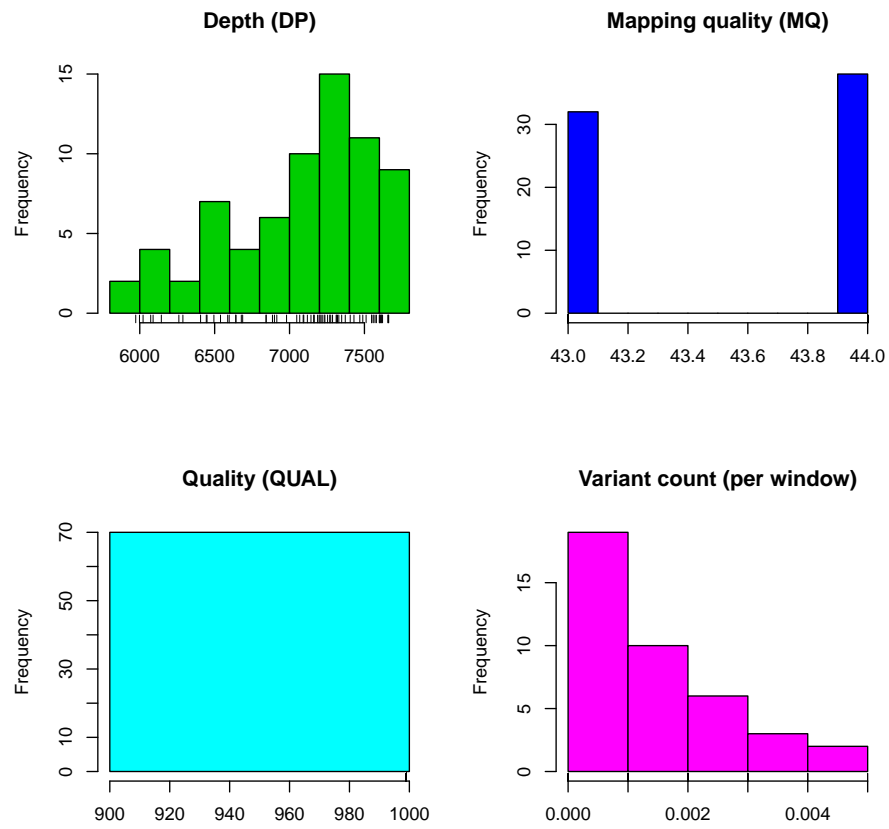 Depth (DP)
Frequency
0
5
10
15
6000 6500 7000 7500
Mapping quality (MQ)
Frequency
0
10
20
30
43.0 43.2 43.4 43.6 43.8 44.0
Quality (QUAL)
Frequency
0
10
30
50
70
900 920 940 960 980 1000
Variant count (per window)
Frequency
0
5
10
15
0.000 0.002 0.004